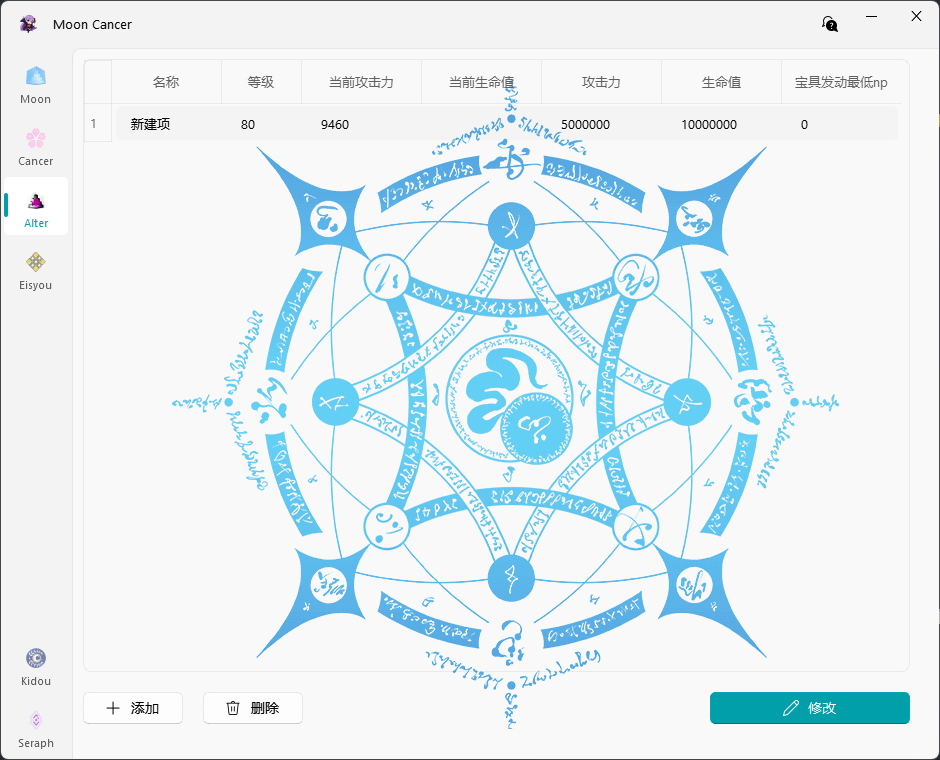 Moon Cancer
Moon
Cancer
Alter
Eisyou
Kidou
Seraph
名称 等级 当前攻击力 当前生命值 攻击力 生命值 宝具发动最低np
1 新建项 80 9460 5000000 10000000 0
添加 删除 修改